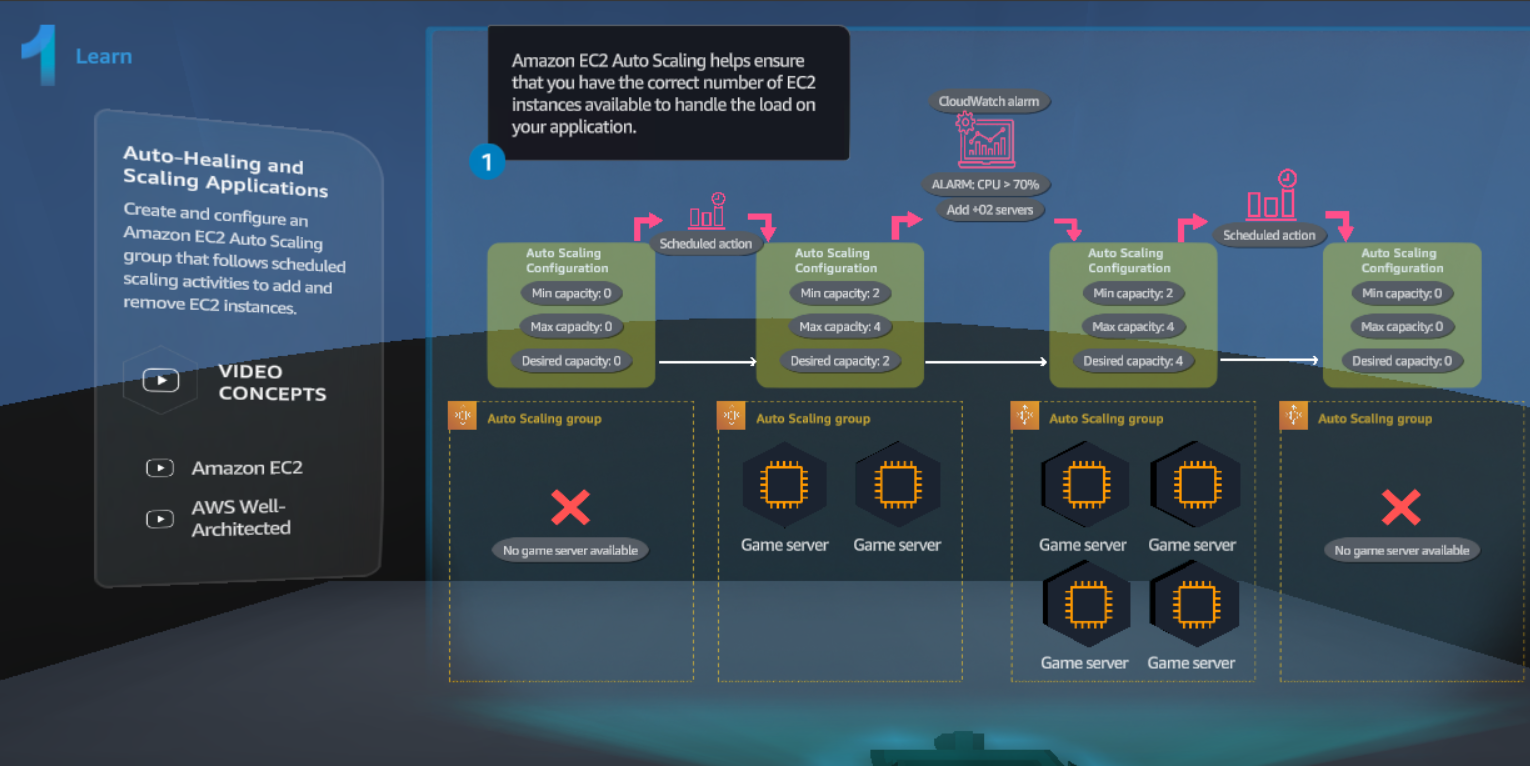 1
Learn
Auto-Healing and
Scaling Applications
Create and configure an
Amazon EC2 Auto Scaling
group that follows scheduled
scaling activities to add and
remove EC2 instances.
VIDEO
CONCEPTS
Amazon EC2
AWS Well-
Architected
Amazon EC2 Auto Scaling helps ensure
that you have the correct number of EC2
instances available to handle the load on
your application.
1
Scheduled action
CloudWatch alarm
ALARM: CPU > 70%
Add +02 servers
Scheduled action
Auto Scaling
Configuration
Min capacity: 0
Max capacity: 0
Desired capacity: 0
Auto Scaling
Configuration
Min capacity: 2
Max capacity: 4
Desired capacity: 2
Auto Scaling
Configuration
Min capacity: 2
Max capacity: 4
Desired capacity: 4
Auto Scaling
Configuration
Min capacity: 0
Max capacity: 0
Desired capacity: 0
Auto Scaling group
No game server available
Auto Scaling group
Game server
Game server
Auto Scaling group
Game server
Game server
Game server
Game server
Auto Scaling group
No game server available